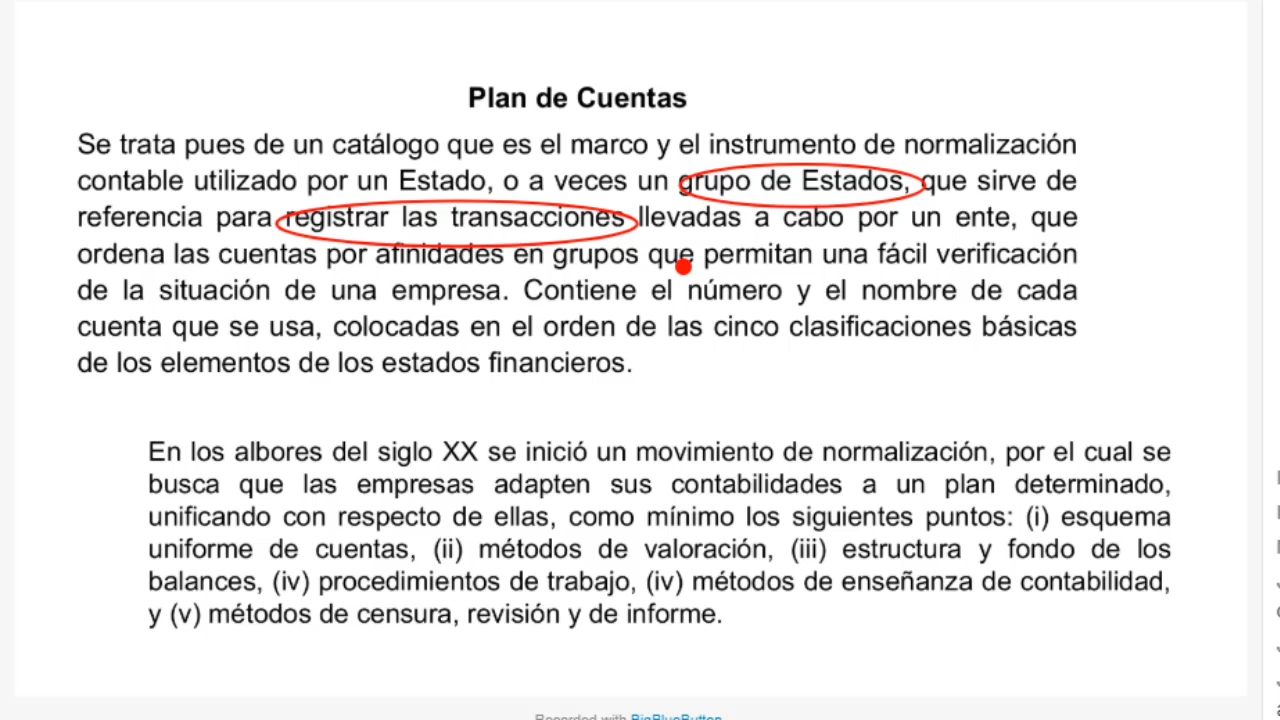 Plan de Cuentas
Se trata pues de un catálogo que es el marco y el instrumento de normalización
contable utilizado por un Estado, o a veces un grupo de Estados, que sirve de
referencia para registrar las transacciones llevadas a cabo por un ente, que
ordena las cuentas por afinidades en grupos que permitan una fácil verificación
de la situación de una empresa. Contiene el número y el nombre de cada
cuenta que se usa, colocadas en el orden de las cinco clasificaciones básicas
de los elementos de los estados financieros.
En los albores del siglo XX se inició un movimiento de normalización, por el cual se
busca que las empresas adapten sus contabilidades a un plan determinado,
unificando con respecto de ellas, como mínimo los siguientes puntos: (i) esquema
uniforme de cuentas, (ii) métodos de valoración, (iii) estructura y fondo de los
balances, (iv) procedimientos de trabajo, (iv) métodos de enseñanza de contabilidad,
y (v) métodos de censura, revisión y de informe.
Recorded with BigBlueButton